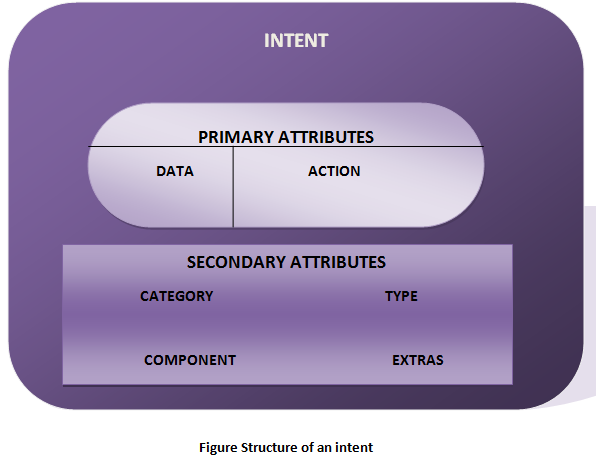 INTENT
PRIMARY ATTRIBUTES
DATA ACTION
SECONDARY ATTRIBUTES
CATEGORY TYPE
COMPONENT EXTRAS
Figure Structure of an intent